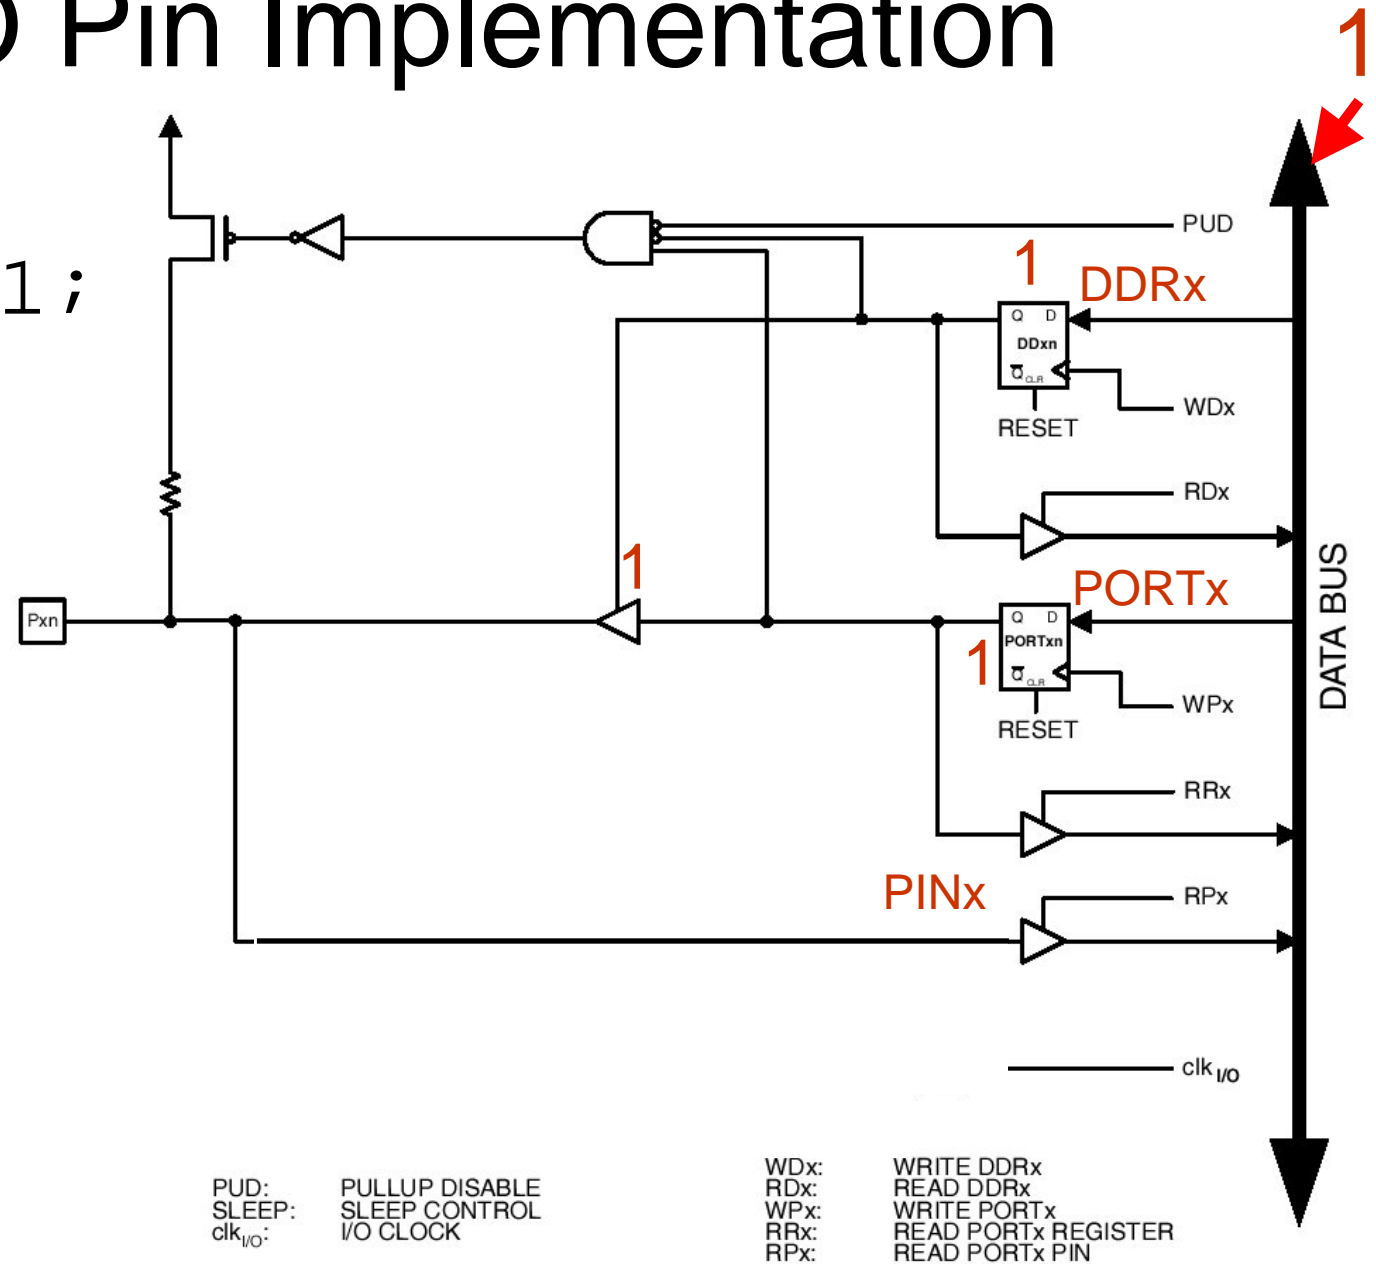 Pin Implementation
1
1;
PUD
1
DDRx
Q D
DDxn
Q CLR
WDx
RESET
RDx
1
PORTx
Pxn
Q D
PORTxn
1
Q CLR
WPx
RESET
DATA BUS
RRx
PINx
RPx
clk I/O
PUD: PULLUP DISABLE
SLEEP: SLEEP CONTROL
clkI/O: I/O CLOCK
WDx: WRITE DDRx
RDx: READ DDRx
WPx: WRITE PORTx
RRx: READ PORTx REGISTER
RPx: READ PORTx PIN